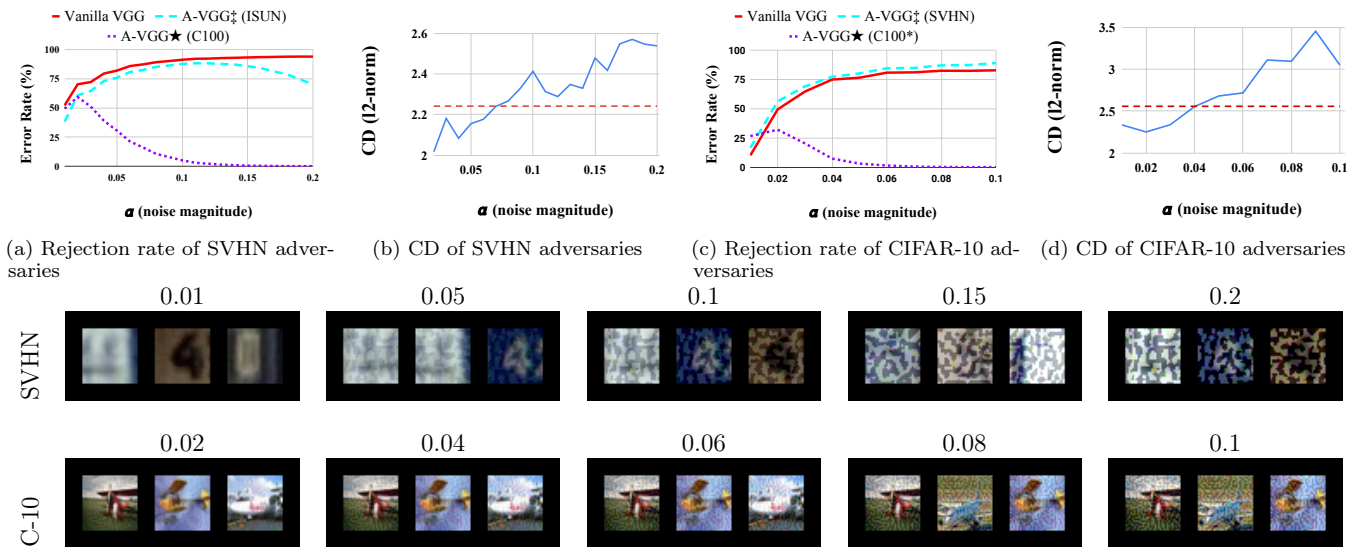 Vanilla VGG A-VGG‡ (ISUN)
A-VGG★ (C100)
Error Rate (%)
100
75
50
25
0
0.05 0.1 0.15 0.2
α (noise magnitude)
CD (l2-norm)
2.6
2.4
2.2
2
0.05 0.1 0.15 0.2
α (noise magnitude)
Vanilla VGG A-VGG‡ (SVHN)
A-VGG★ (C100*)
Error Rate (%)
100
75
50
25
0
0.02 0.04 0.06 0.08 0.1
α (noise magnitude)
CD (l2-norm)
3.5
3
2.5
2
0.02 0.04 0.06 0.08 0.1
α (noise magnitude)
(a) Rejection rate of SVHN adver-
saries
(b) CD of SVHN adversaries
(c) Rejection rate of CIFAR-10 ad-
versaries
(d) CD of CIFAR-10 adversaries
0.01 0.05 0.1 0.15 0.2
SVHN
0.02 0.04 0.06 0.08 0.1
C-10